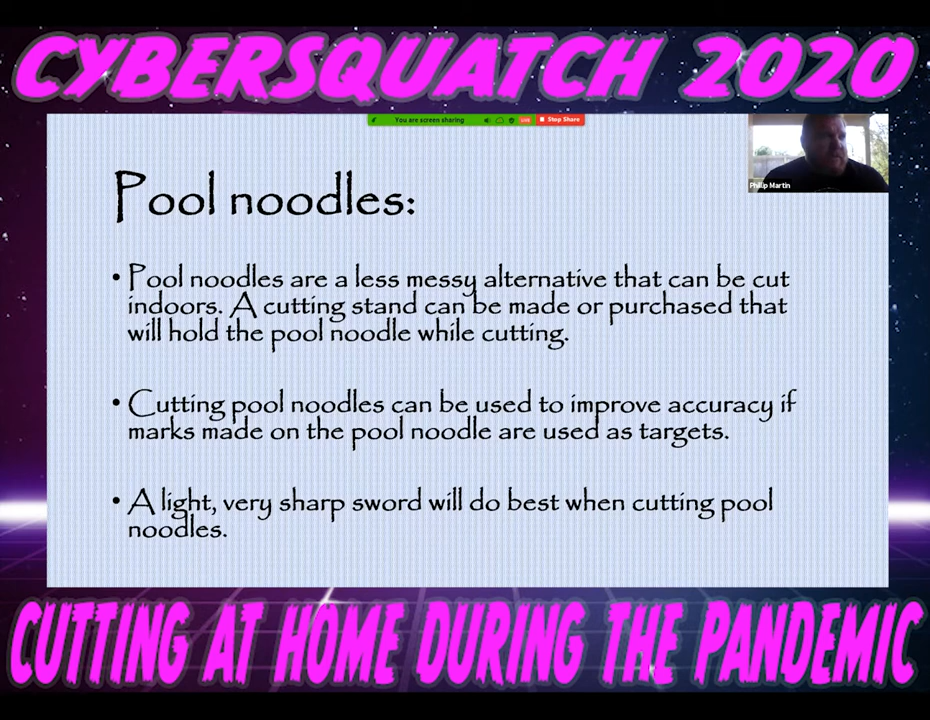 CYBERSQUATCH 2020
You are screen sharing
LIVE
Stop Share
Philip Martin
Pool noodles:
• Pool noodles are a less messy alternative that can be cut
indoors. A cutting stand can be made or purchased that
will hold the pool noodle while cutting.
• Cutting pool noodles can be used to improve accuracy if
marks made on the pool noodle are used as targets.
• A light, very sharp sword will do best when cutting pool
noodles.
CUTTING AT HOME DURING THE PANDEMIC